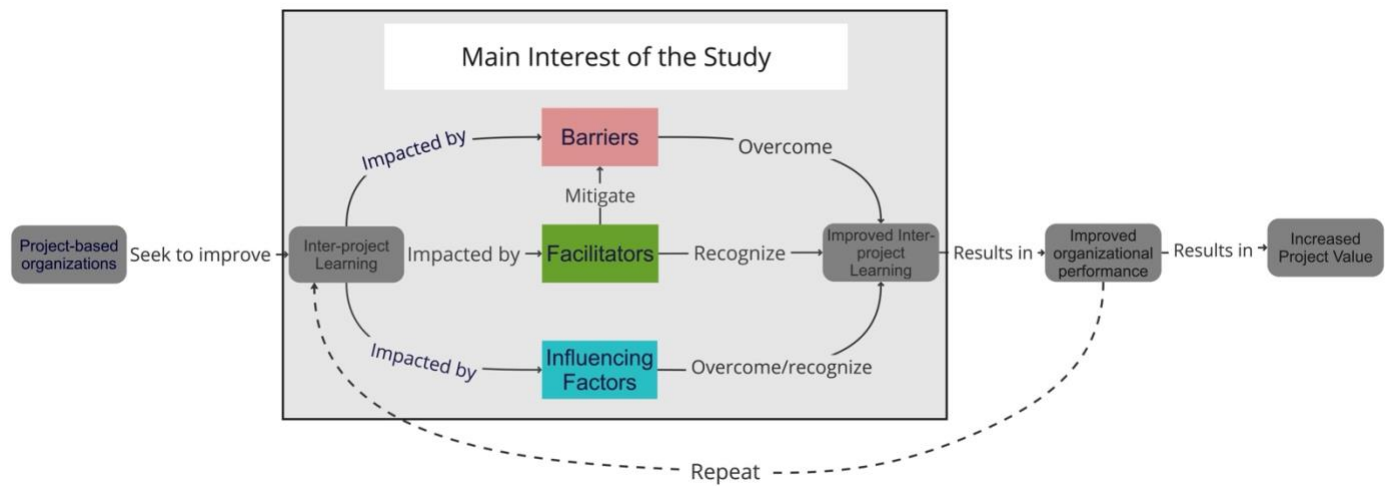 Main Interest of the Study
Impacted by
Barriers
Overcome
Mitigate
Project-based
organizations
Seek to improve
Inter-project
Learning
Impacted by
Facilitators
Recognize
Improved Inter-
project
Learning
Results in
Improved
organizational
performance
Results in
Increased
Project Value
Impacted by
Influencing
Factors
Overcome/recognize
Repeat